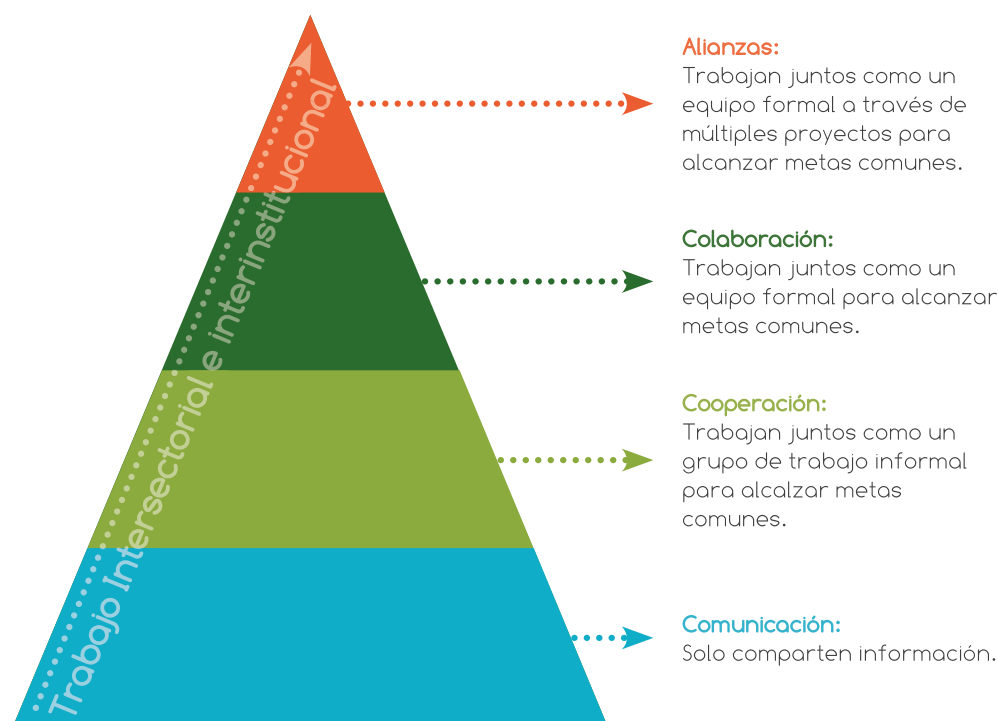 Trabajo Intersectorial e interinstitucional
Alianzas:
Trabajan juntos como un
equipo formal a través de
múltiples proyectos para
alcanzar metas comunes.
Colaboración:
Trabajan juntos como un
equipo formal para alcanzar
metas comunes.
Cooperación:
Trabajan juntos como un
grupo de trabajo informal
para alcalzar metas
comunes.
Comunicación:
Solo comparten información.